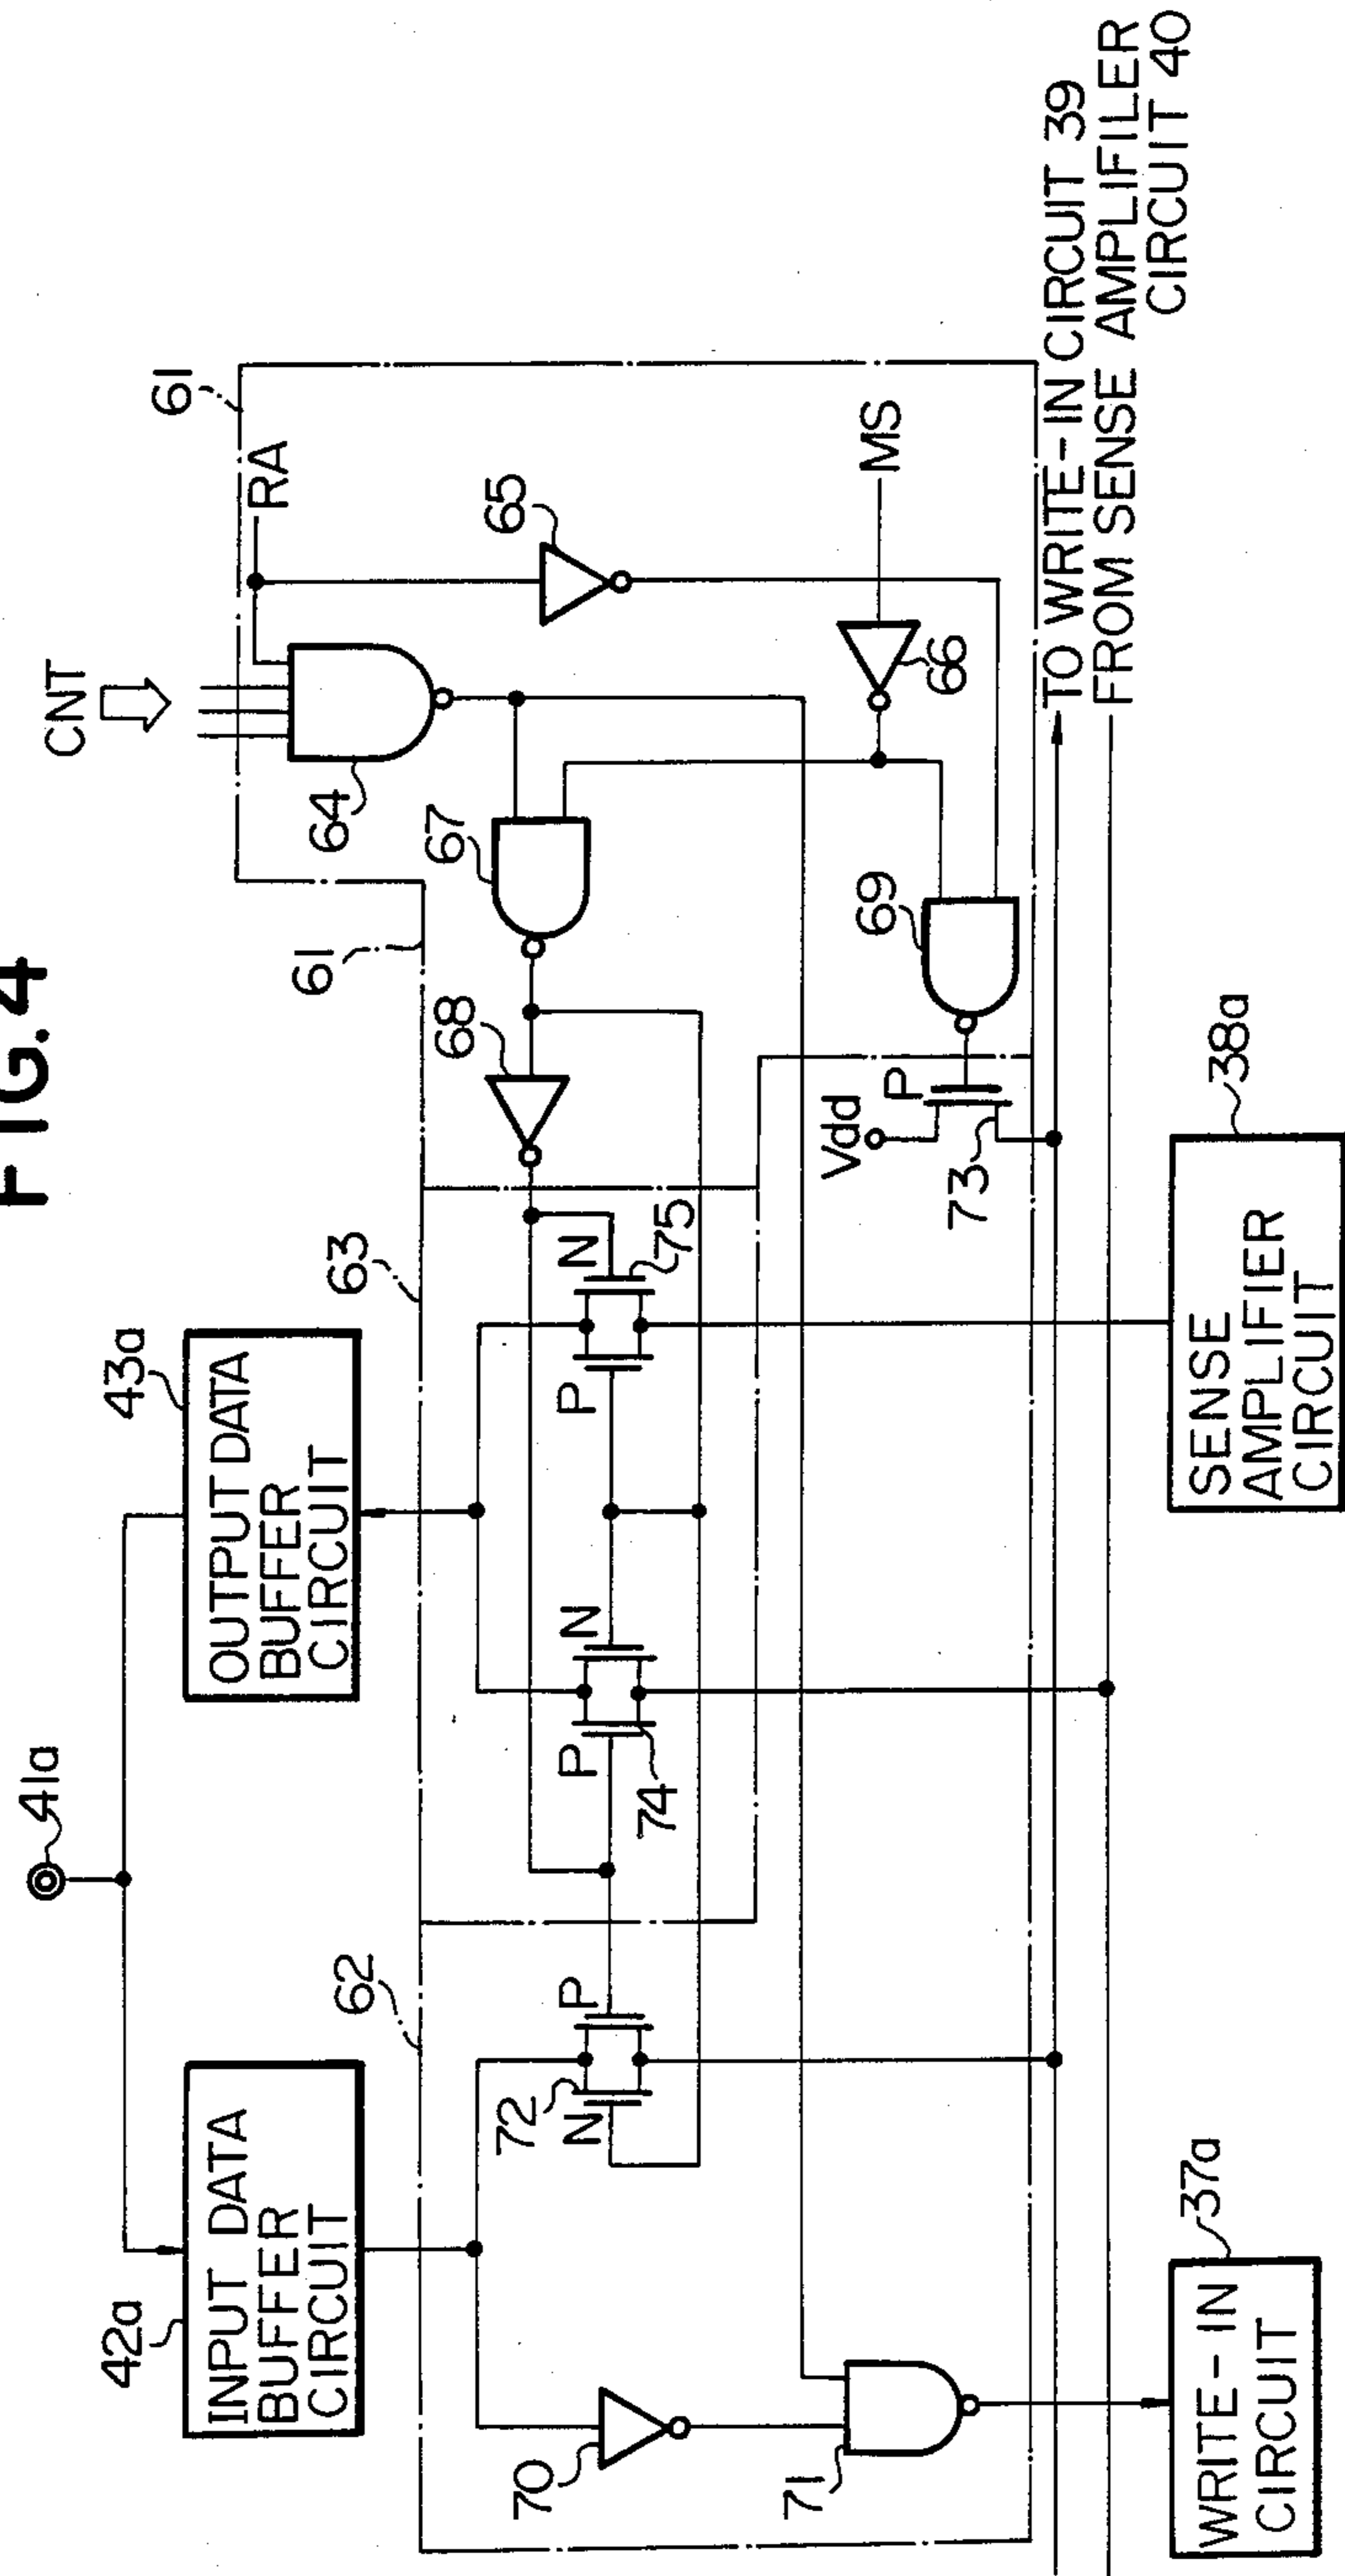 FIG. 4
41a
42a
INPUT DATA
BUFFER
CIRCUIT
43a
OUTPUT DATA
BUFFER
CIRCUIT
CNT
61
RA
64
65
61
67
68
63
62
66
MS
69
N
75
P
N
P
74
P
72
N
Vdd
P
73
70
71
TO WRITE-IN CIRCUIT 39
FROM SENSE AMPLIFILER
CIRCUIT 40
37a
WRITE-IN
CIRCUIT
38a
SENSE
AMPLIFIER
CIRCUIT